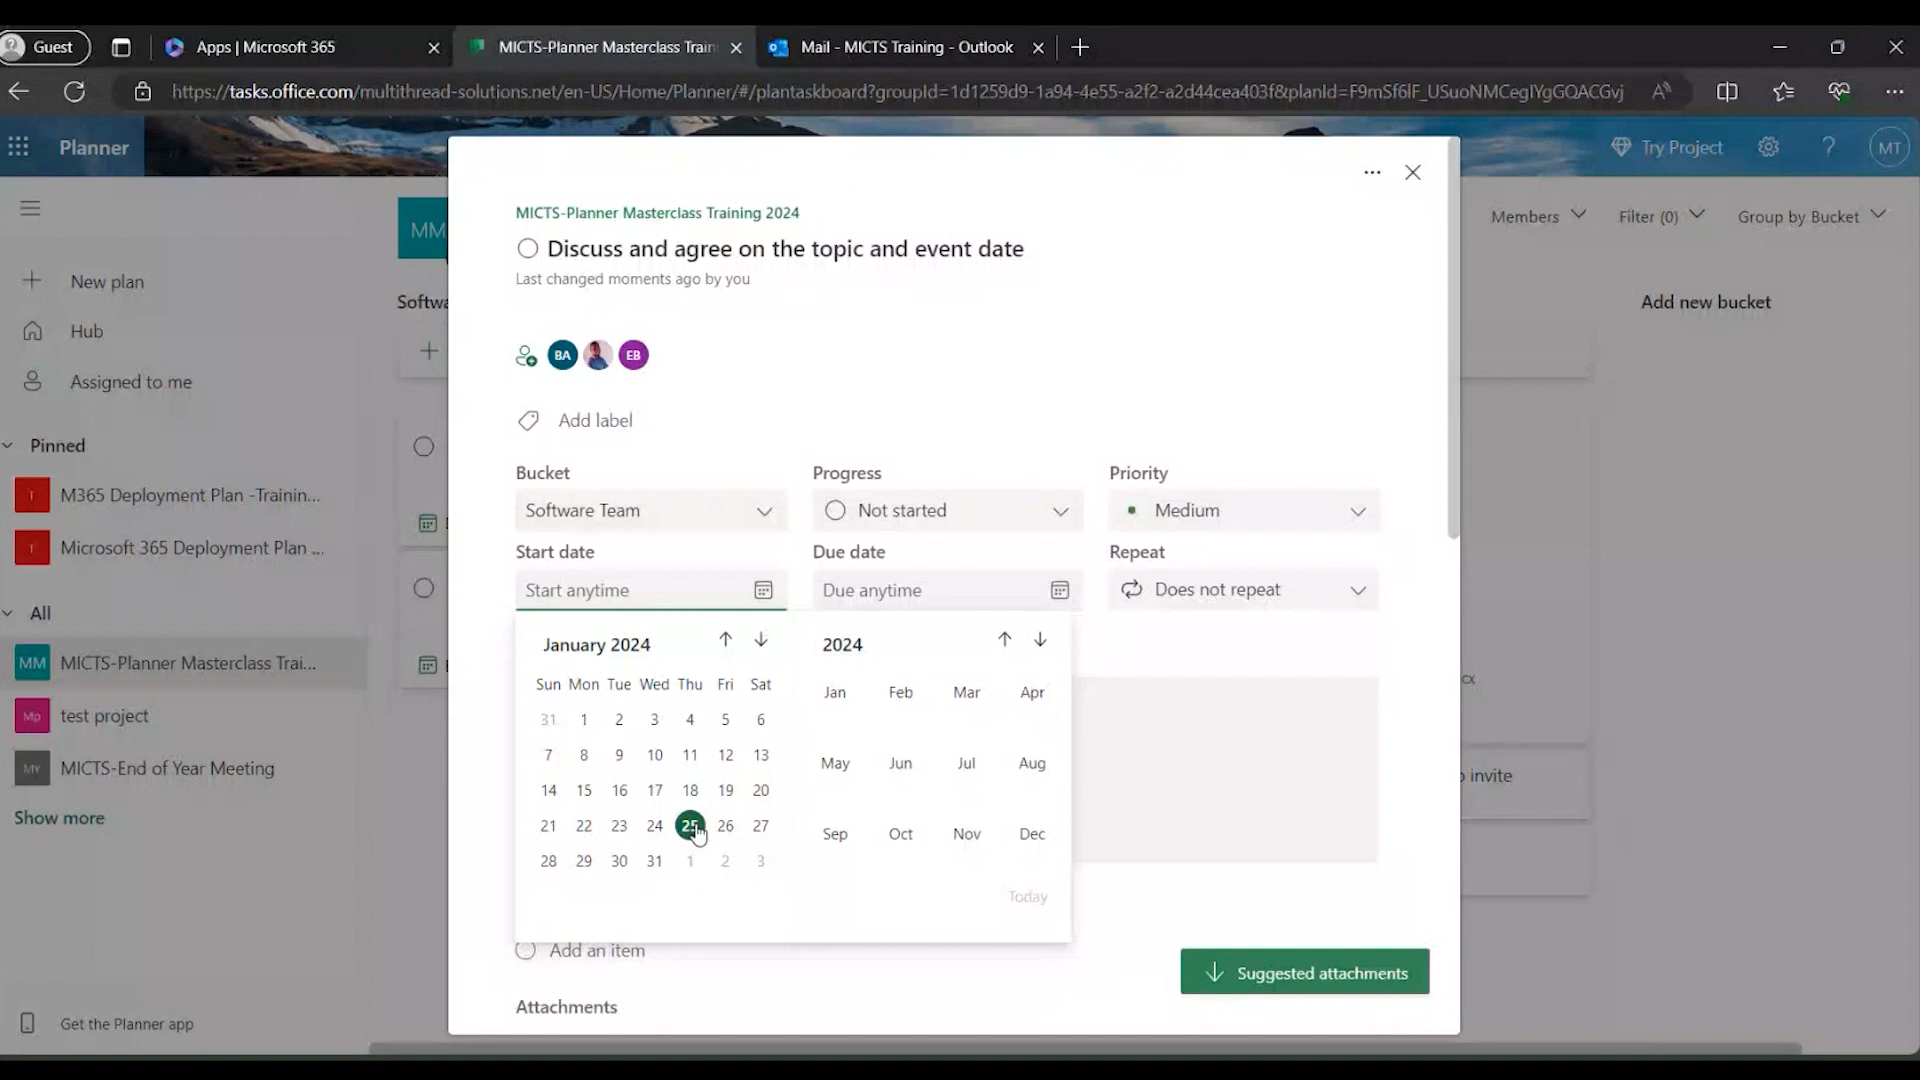 Guest
Apps | Microsoft 365
MICTS-Planner Masterclass Train
Mail - MICTS Training - Outlook
https://tasks.office.com/multithread-solutions.net/en-US/Home/Planner/#/plantaskboard?groupId=1d1259d9-1a94-4e55-a2f2-a2d44cea403f&planId=F9mSf6lF_USuoNMCeglYgGQACGvj
Planner
Try Project
?
MT
New plan
Hub
Assigned to me
Pinned
T M365 Deployment Plan -Trainin...
T Microsoft 365 Deployment Plan ...
All
MM MICTS-Planner Masterclass Trai...
Mp test project
MY MICTS-End of Year Meeting
Show more
Get the Planner app
MM
Softwa
Members
Filter (0)
Group by Bucket
Add new bucket
invite
MICTS-Planner Masterclass Training 2024
Discuss and agree on the topic and event date
Last changed moments ago by you
BA EB
Add label
Bucket Progress Priority
Software Team Not started Medium
Start date Due date Repeat
Start anytime Due anytime Does not repeat
January 2024 2024
Sun Mon Tue Wed Thu Fri Sat
31 1 2 3 4 5 6
7 8 9 10 11 12 13
14 15 16 17 18 19 20
21 22 23 24 25 26 27
28 29 30 31 1 2 3
Jan Feb Mar Apr
May Jun Jul Aug
Sep Oct Nov Dec
Today
Add an item
Suggested attachments
Attachments